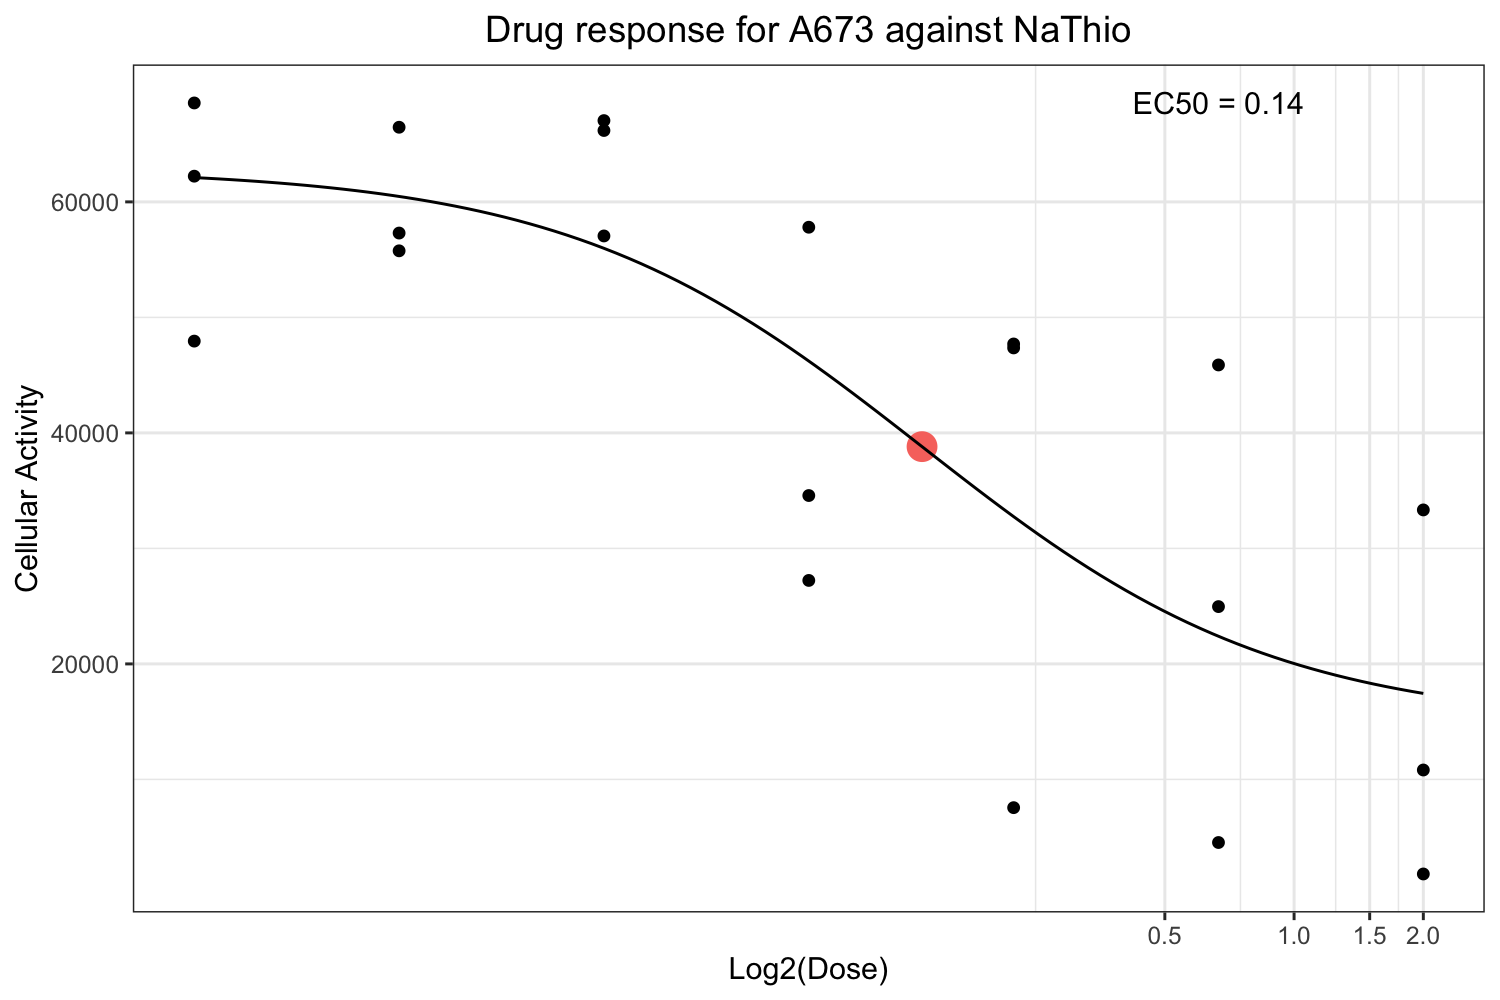 Drug response for A673 against NaThio
EC50 = 0.14
Cellular Activity
60000
40000
20000
0.5 1.0 1.5 2.0
Log2(Dose)